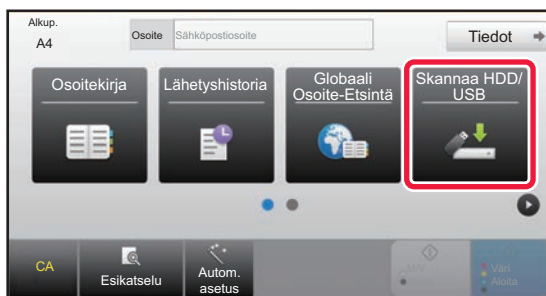 Alkup.
A4
Osoite
Sähköpostiosoite
Tiedot
Osoitekirja
Lähetyshistoria
Globaali
Osoite-Etsintä
Skannaa HDD/
USB
CA
Esikatselu
Autom.
asetus
Väri
Aloita